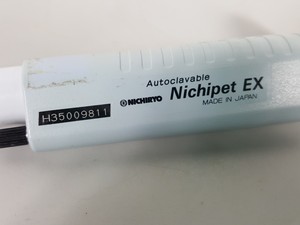 Autoclavable
NICHIRYO Nichipet EX
MADE IN JAPAN
H35009811